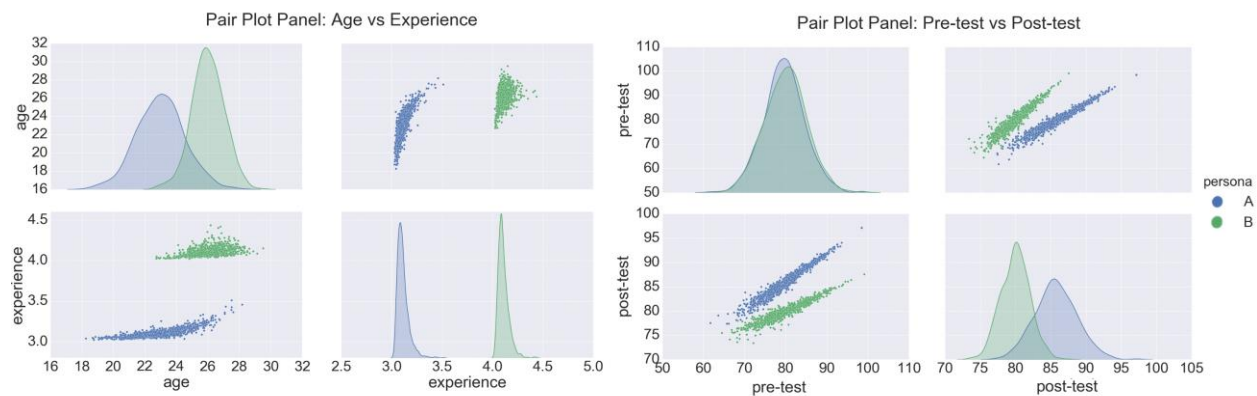 Pair Plot Panel: Age vs Experience
32
30
28
26
24
22
20
18
16
age
4.5
4.0
3.5
3.0
experience
16 18 20 22 24 26 28 30 32
age
2.5 3.0 3.5 4.0 4.5 5.0
experience
Pair Plot Panel: Pre-test vs Post-test
110
100
90
80
70
60
50
pre-test
100
95
90
85
80
75
70
post-test
50 60 70 80 90 100 110
pre-test
70 75 80 85 90 95 100 105
post-test
persona
A
B